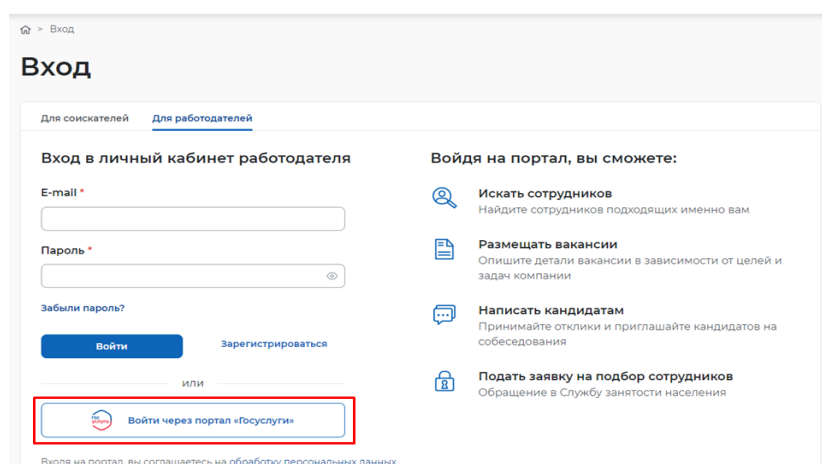 > Вход
Вход
Для соискателей Для работодателей
Вход в личный кабинет работодателя
E-mail *
Пароль *
Забыли пароль?
Войти Зарегистрироваться
или
гос услуги Войти через портал «Госуслуги»
Входя на портал, вы соглашаетесь на обработку персональных данных
Войдя на портал, вы сможете:
Искать сотрудников
Найдите сотрудников подходящих именно вам
Размещать вакансии
Опишите детали вакансии в зависимости от целей и
задач компании
Написать кандидатам
Принимайте отклики и приглашайте кандидатов на
собеседования
Подать заявку на подбор сотрудников
Обращение в Службу занятости населения